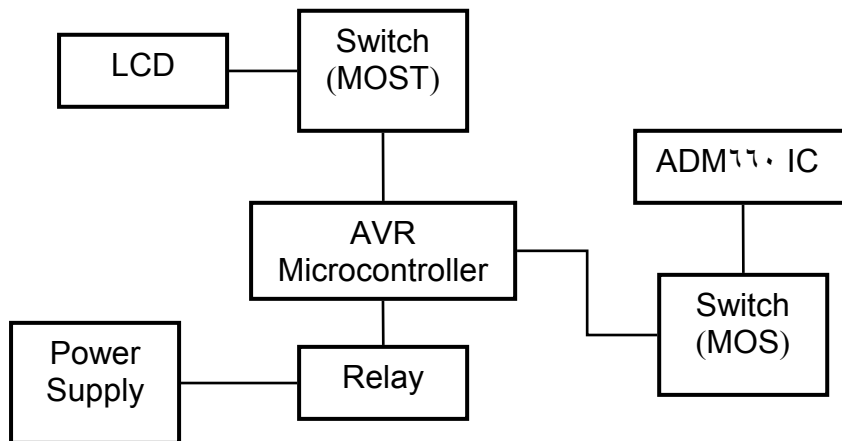 LCD
Switch
(MOST)
ADM٦٦٠ IC
AVR
Microcontroller
Switch
(MOS)
Power
Supply
Relay